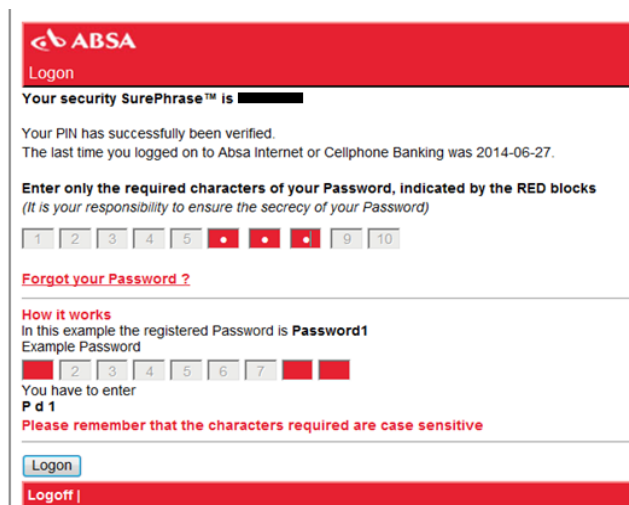 ABSA
Logon
Your security SurePhrase™ is
Your PIN has successfully been verified.
The last time you logged on to Absa Internet or Cellphone Banking was 2014-06-27.
Enter only the required characters of your Password, indicated by the RED blocks
(It is your responsibility to ensure the secrecy of your Password)
1 2 3 4 5 • • • 9 10
Forgot your Password ?
How it works
In this example the registered Password is Password1
Example Password
2 3 4 5 6 7
You have to enter
P d 1
Please remember that the characters required are case sensitive
Logon
Logoff |